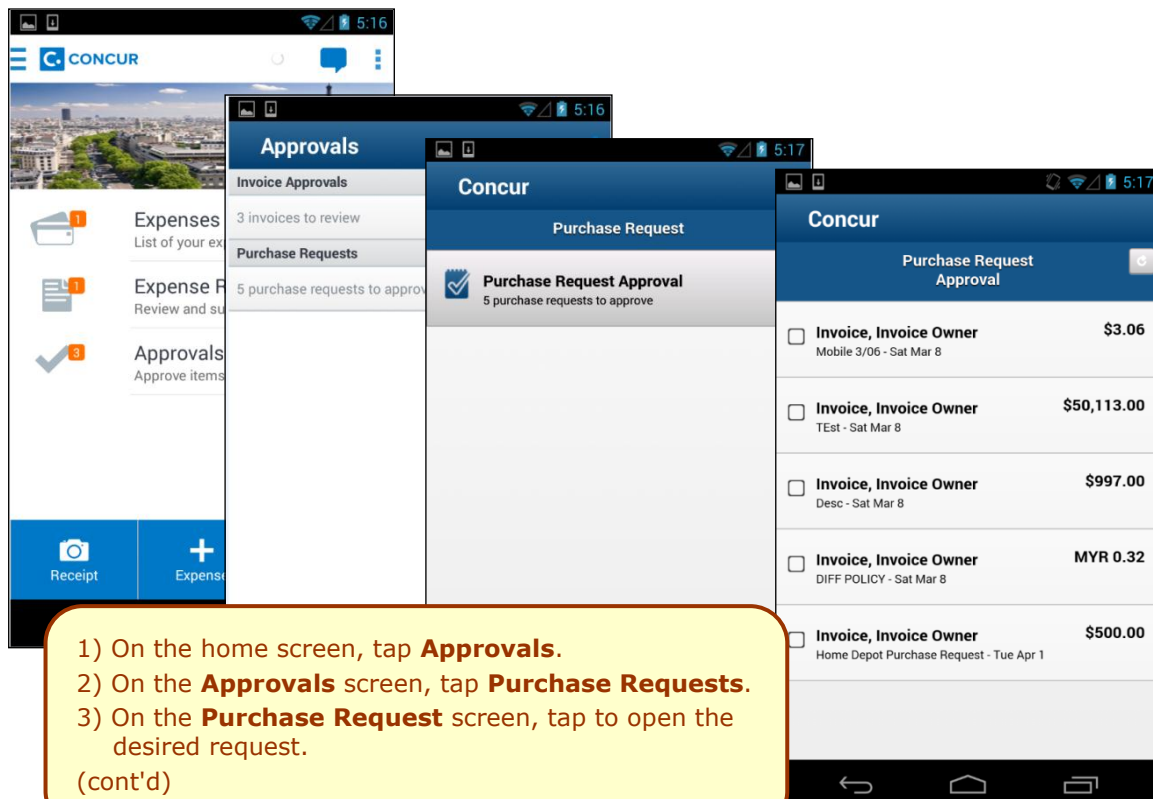 5:16
C. CONCUR
Expenses
List of your ex
Expense R
Review and su
Approvals
Approve items
Receipt
Expense
1
1
3
5:16
Approvals
Invoice Approvals
3 invoices to review
Purchase Requests
5 purchase requests to approv
5:17
Concur
Purchase Request
Purchase Request Approval
5 purchase requests to approve
5:17
Concur
Purchase Request
Approval
Invoice, Invoice Owner $3.06
Mobile 3/06 - Sat Mar 8
Invoice, Invoice Owner $50,113.00
TEst - Sat Mar 8
Invoice, Invoice Owner $997.00
Desc - Sat Mar 8
Invoice, Invoice Owner MYR 0.32
DIFF POLICY - Sat Mar 8
Invoice, Invoice Owner $500.00
Home Depot Purchase Request - Tue Apr 1
1) On the home screen, tap Approvals.
2) On the Approvals screen, tap Purchase Requests.
3) On the Purchase Request screen, tap to open the
desired request.
(cont'd)